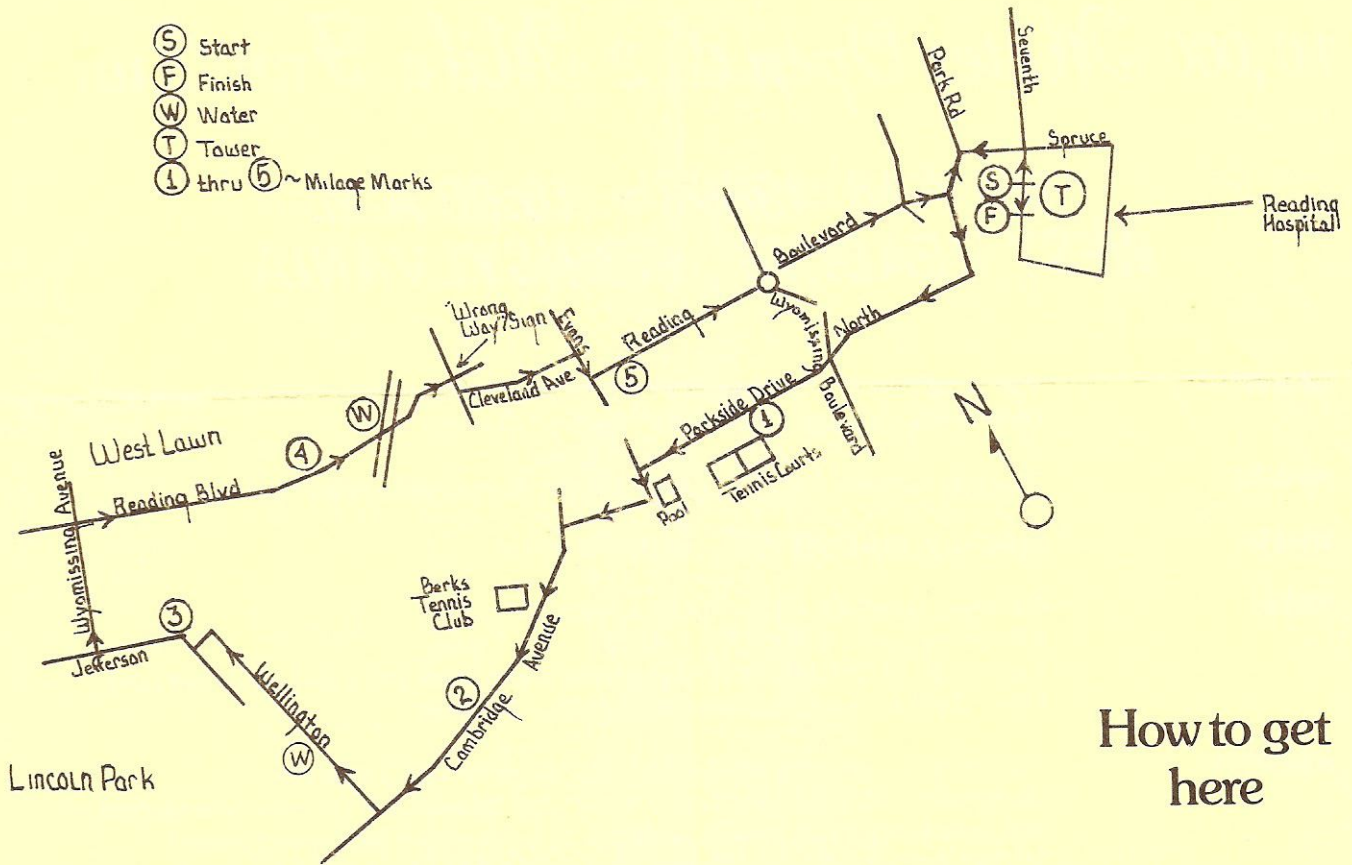 S Start
F Finish
W Water
T Tower
1 thru 5 ~ Milage Marks
Park Rd
Seventh
Spruce
S
F
T
Reading
Hospital
Boulevard
"Wrong
Way" Sign
Evans
Reading
Wyomissing
Boulevard
North
5
Cleveland Ave
W
Parkside Drive
1
N
West Lawn
4
Reading Blvd
Wyomissing Avenue
Tennis Courts
Pool
Berks
Tennis
Club
3
Jefferson
Wellington
W
2
Cambridge Avenue
Lincoln Park
How to get
here